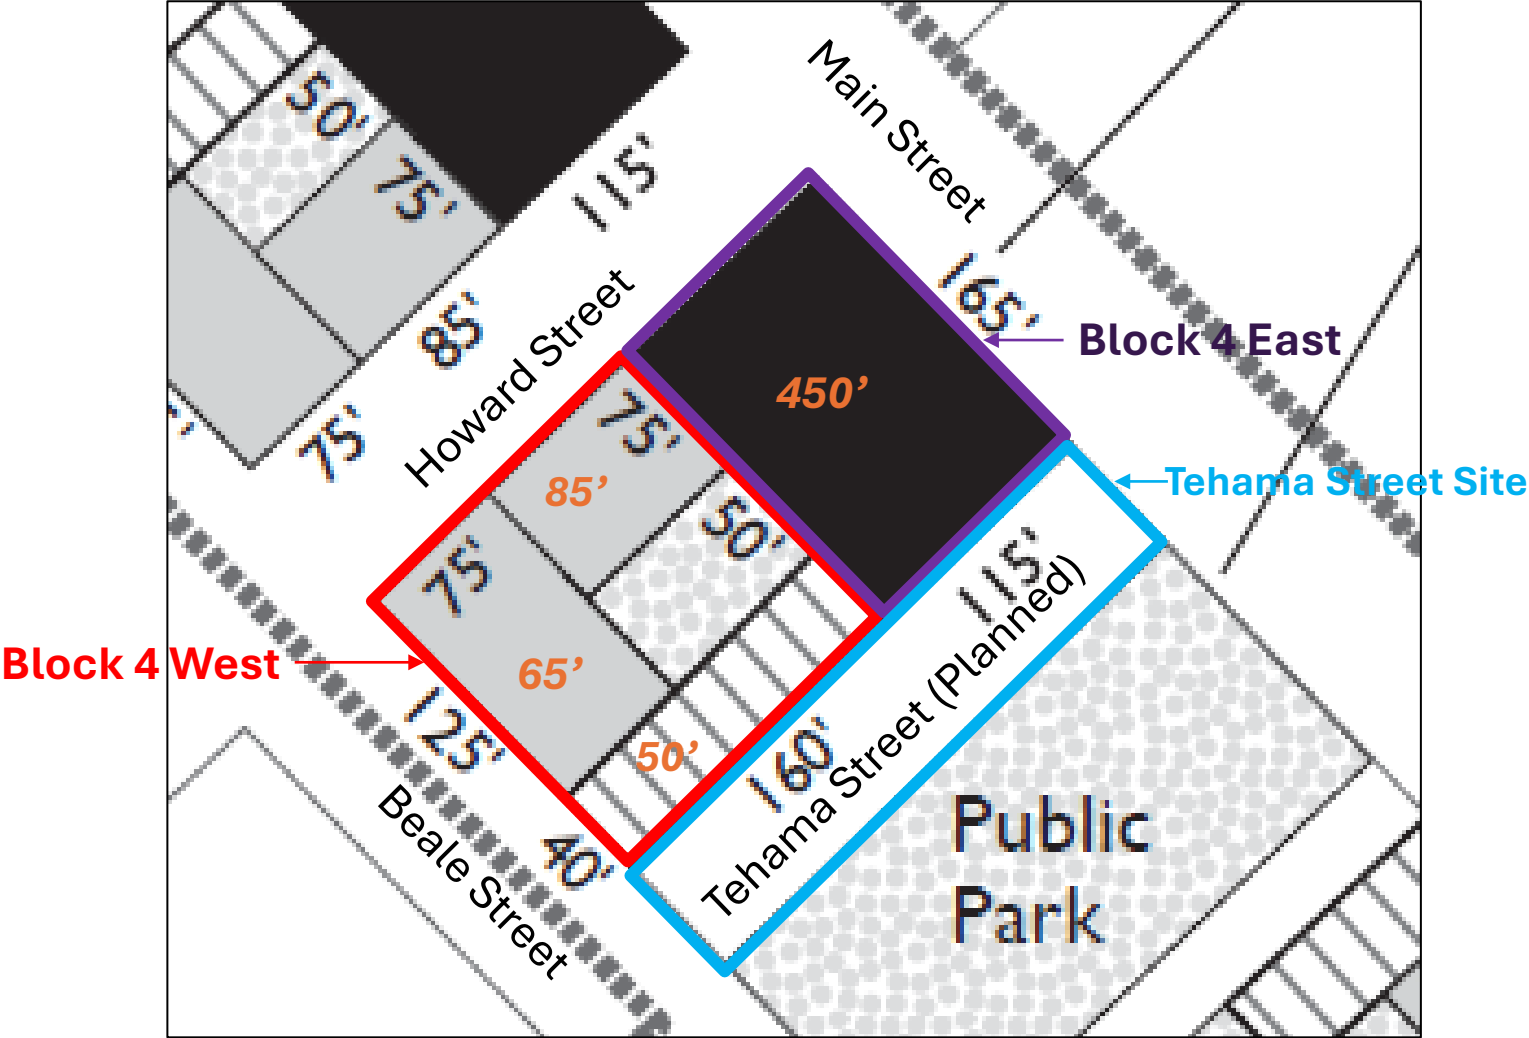 50'
75'
115'
Main Street
165'
Block 4 East
85'
75'
Howard Street
450'
75'
85'
50'
75'
65'
50'
Tehama Street Site
115'
Tehama Street (Planned)
160'
Block 4 West
125'
40'
Beale Street
Public
Park